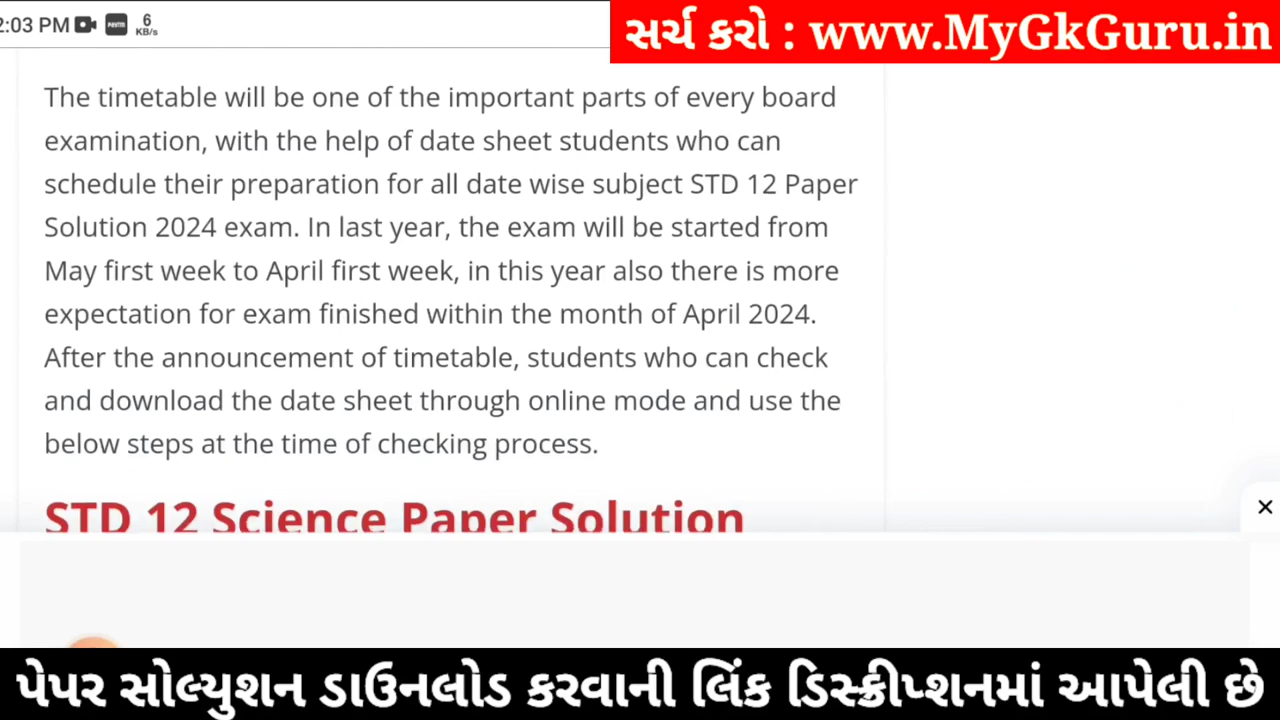 2:03 PM 6 KB/s
Paytm
સર્ચ કરો : www.MyGkGuru.in
The timetable will be one of the important parts of every board
examination, with the help of date sheet students who can
schedule their preparation for all date wise subject STD 12 Paper
Solution 2024 exam. In last year, the exam will be started from
May first week to April first week, in this year also there is more
expectation for exam finished within the month of April 2024.
After the announcement of timetable, students who can check
and download the date sheet through online mode and use the
below steps at the time of checking process.
STD 12 Science Paper Solution
પેપર સોલ્યુશન ડાઉનલોડ કરવાની લિંક ડિસ્ક્રીપ્શનમાં આપેલી છે